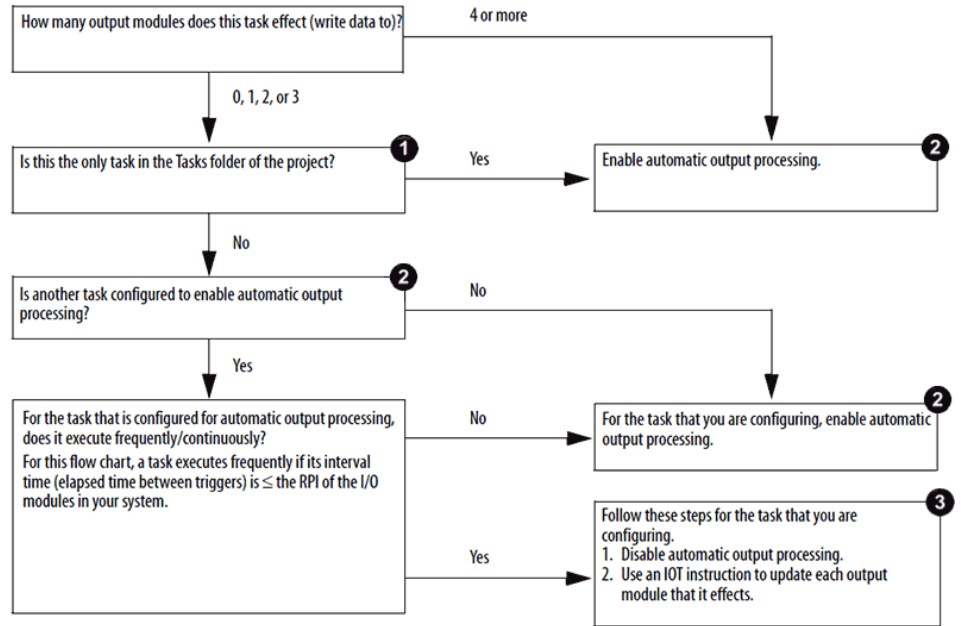 How many output modules does this task effect (write data to)?
4 or more
0, 1, 2, or 3
Is this the only task in the Tasks folder of the project?
1
Yes
Enable automatic output processing.
2
No
Is another task configured to enable automatic output
processing?
2
No
Yes
For the task that is configured for automatic output processing,
does it execute frequently/continuously?
For this flow chart, a task executes frequently if its interval
time (elapsed time between triggers) is ≤ the RPI of the I/O
modules in your system.
No
For the task that you are configuring, enable automatic
output processing.
2
Yes
Follow these steps for the task that you are
configuring.
1. Disable automatic output processing.
2. Use an IOT instruction to update each output
module that it effects.
3